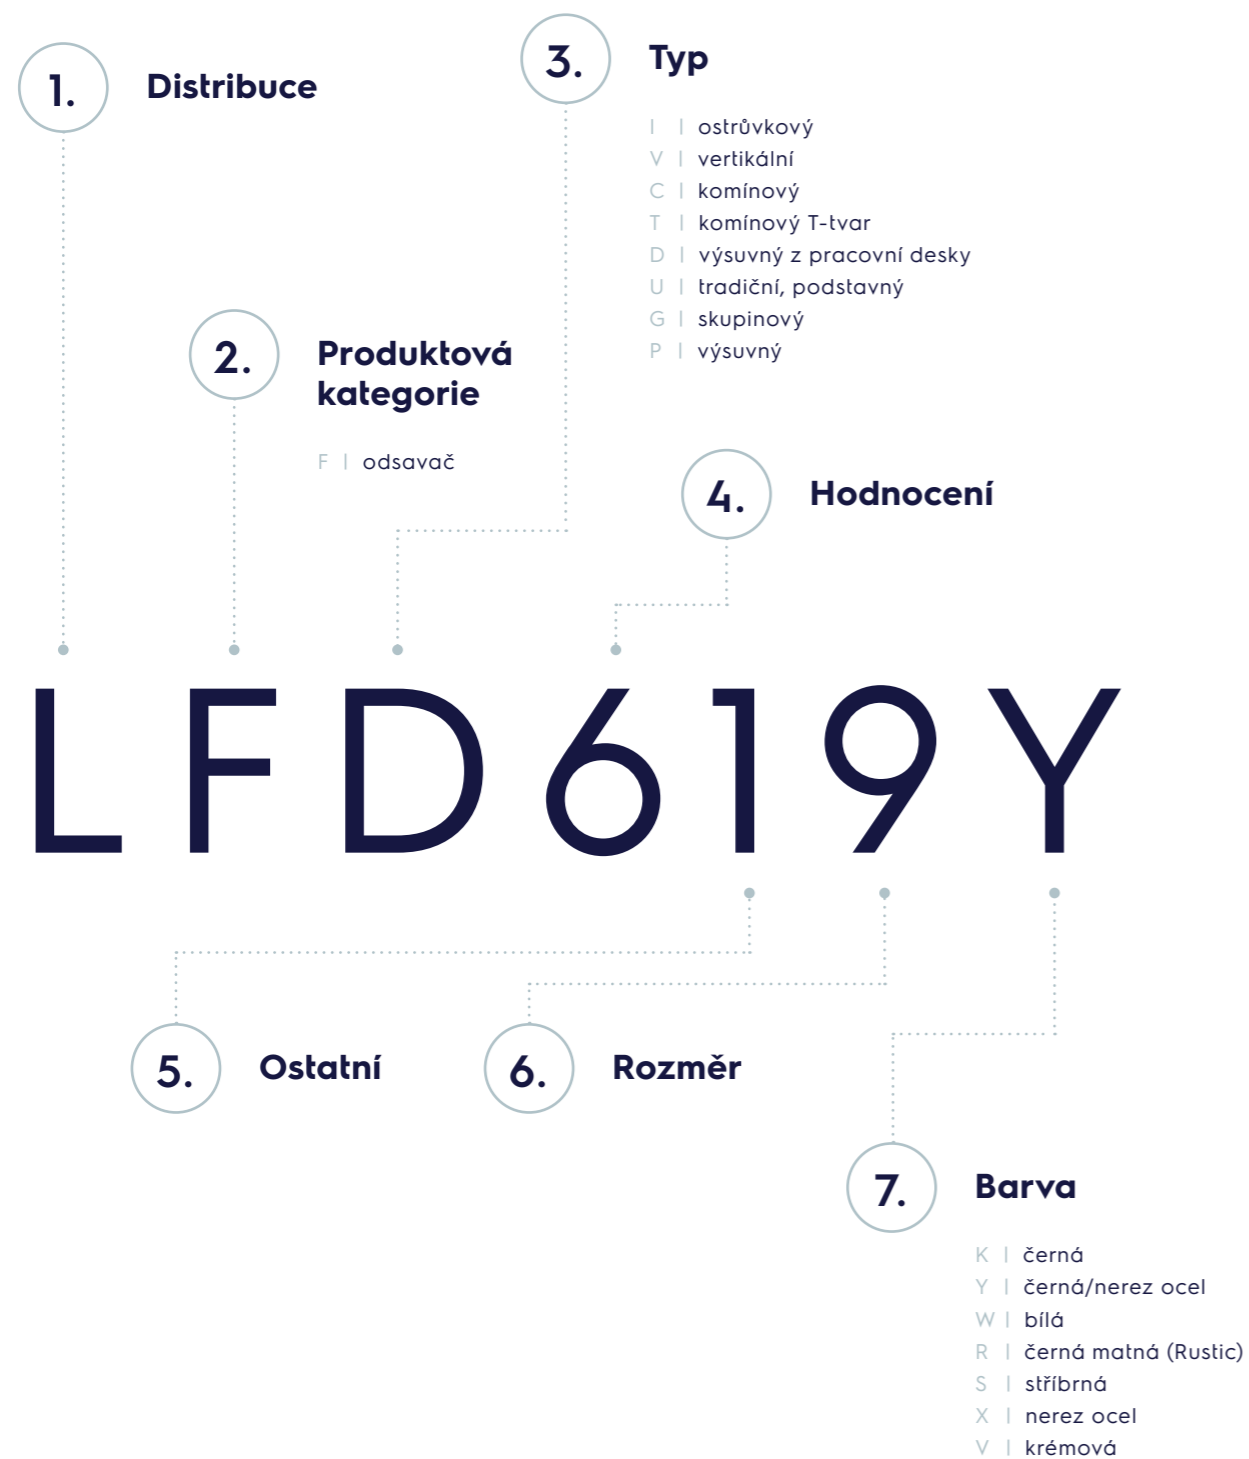 1. Distribuce
3. Typ
I | ostrůvkový
V | vertikální
C | komínový
T | komínový T-tvar
D | výsuvný z pracovní desky
U | tradiční, podstavný
G | skupinový
P | výsuvný
2. Produktová
kategorie
F | odsavač
4. Hodnocení
LFD619Y
5. Ostatní
6. Rozměr
7. Barva
K | černá
Y | černá/nerez ocel
W | bílá
R | černá matná (Rustic)
S | stříbrná
X | nerez ocel
V | krémová